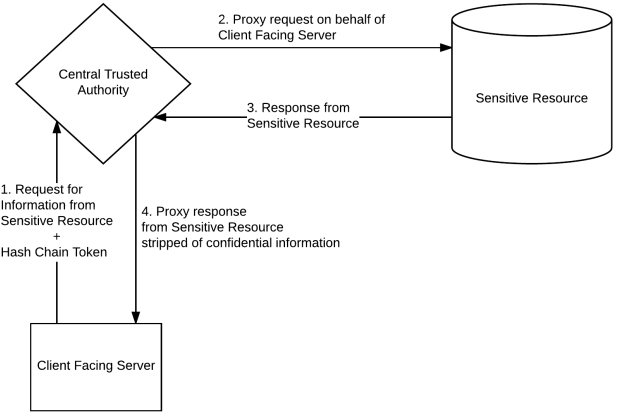 2. Proxy request on behalf of
Client Facing Server
Central Trusted
Authority
Sensitive Resource
3. Response from
Sensitive Resource
1. Request for
Information from
Sensitive Resource
+
Hash Chain Token
4. Proxy response
from Sensitive Resource
stripped of confidential information
Client Facing Server